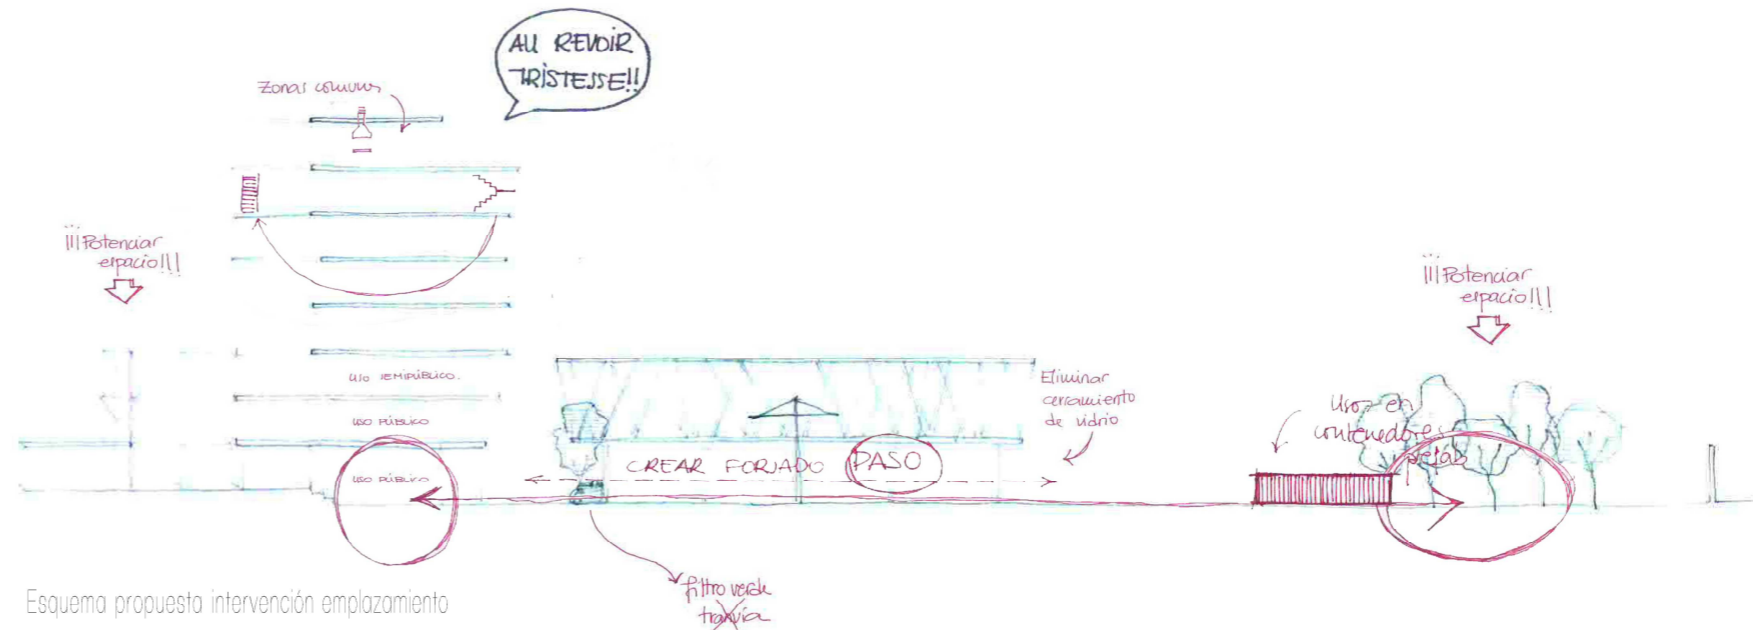 AU REVOIR
TRISTESSE!!
Zonas comunes
¡¡¡Potenciar
espacio!!!
USO SEMIPÚBLICO.
USO PÚBLICO
USO PÚBLICO
CREAR FORJADO PASO
Eliminar
cerramiento
de vidrio
¡¡¡Potenciar
espacio!!!
Usos en
contenedores
prefab
filtro verde
tranvía
Esquema propuesta intervención emplazamiento